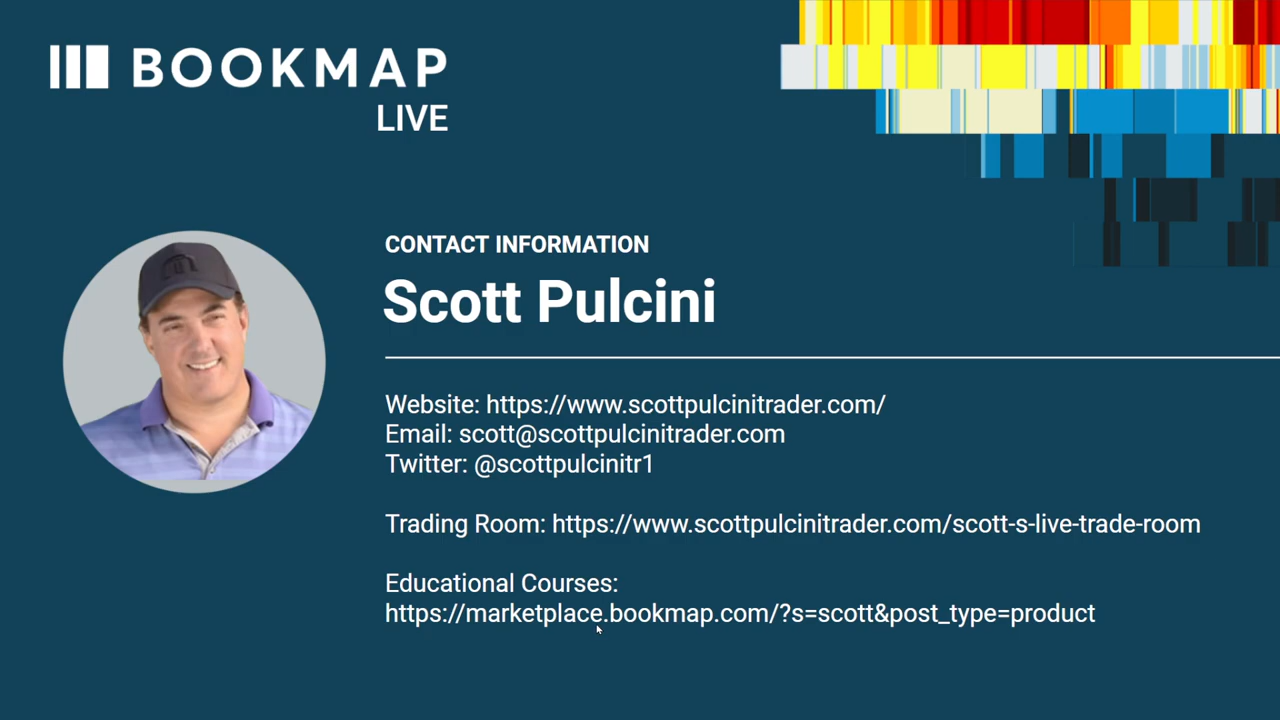 BOOKMAP
LIVE
CONTACT INFORMATION
Scott Pulcini
Website: https://www.scottpulcinitrader.com/
Email: scott@scottpulcinitrader.com
Twitter: @scottpulcinitr1
Trading Room: https://www.scottpulcinitrader.com/scott-s-live-trade-room
Educational Courses:
https://marketplace.bookmap.com/?s=scott&post_type=product